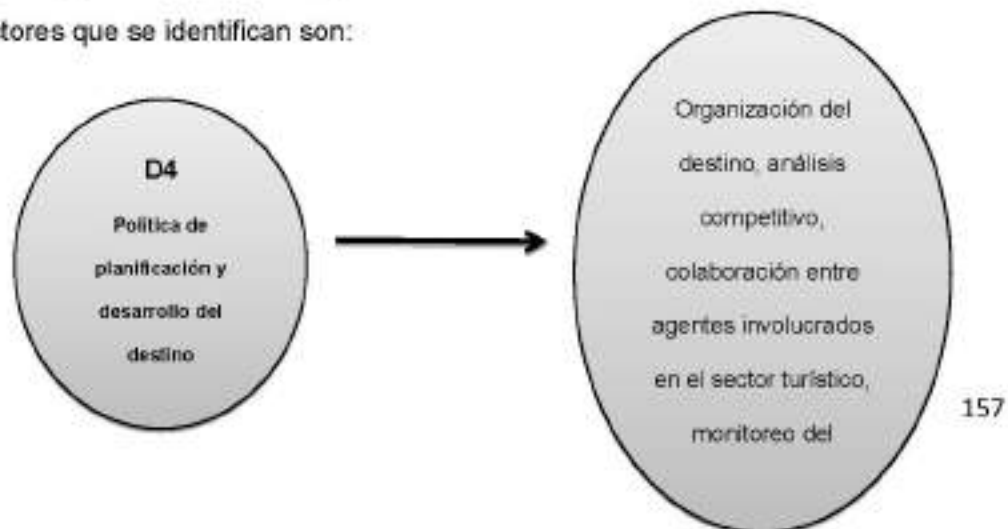 tores que se identifican son:
D4
Política de
planificación y
desarrollo del
destino
Organización del
destino, análisis
competitivo,
colaboración entre
agentes involucrados
en el sector turístico,
monitoreo del
157